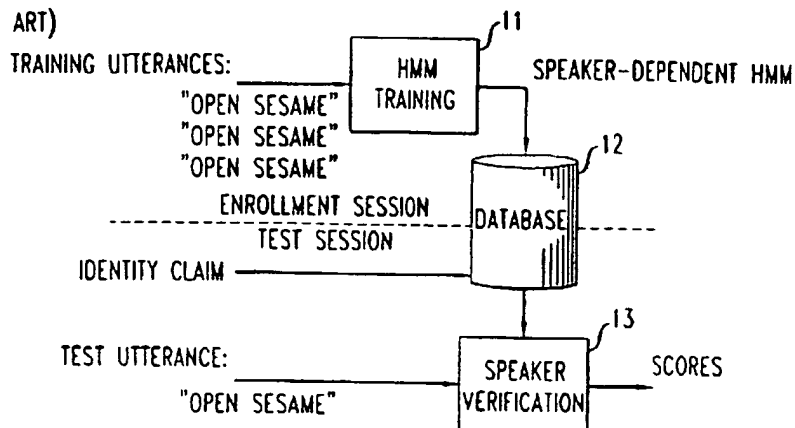 ART)
11
TRAINING UTTERANCES:
HMM
TRAINING
SPEAKER-DEPENDENT HMM
"OPEN SESAME"
"OPEN SESAME"
"OPEN SESAME"
12
ENROLLMENT SESSION
DATABASE
TEST SESSION
IDENTITY CLAIM
13
TEST UTTERANCE:
SPEAKER
VERIFICATION
SCORES
"OPEN SESAME"